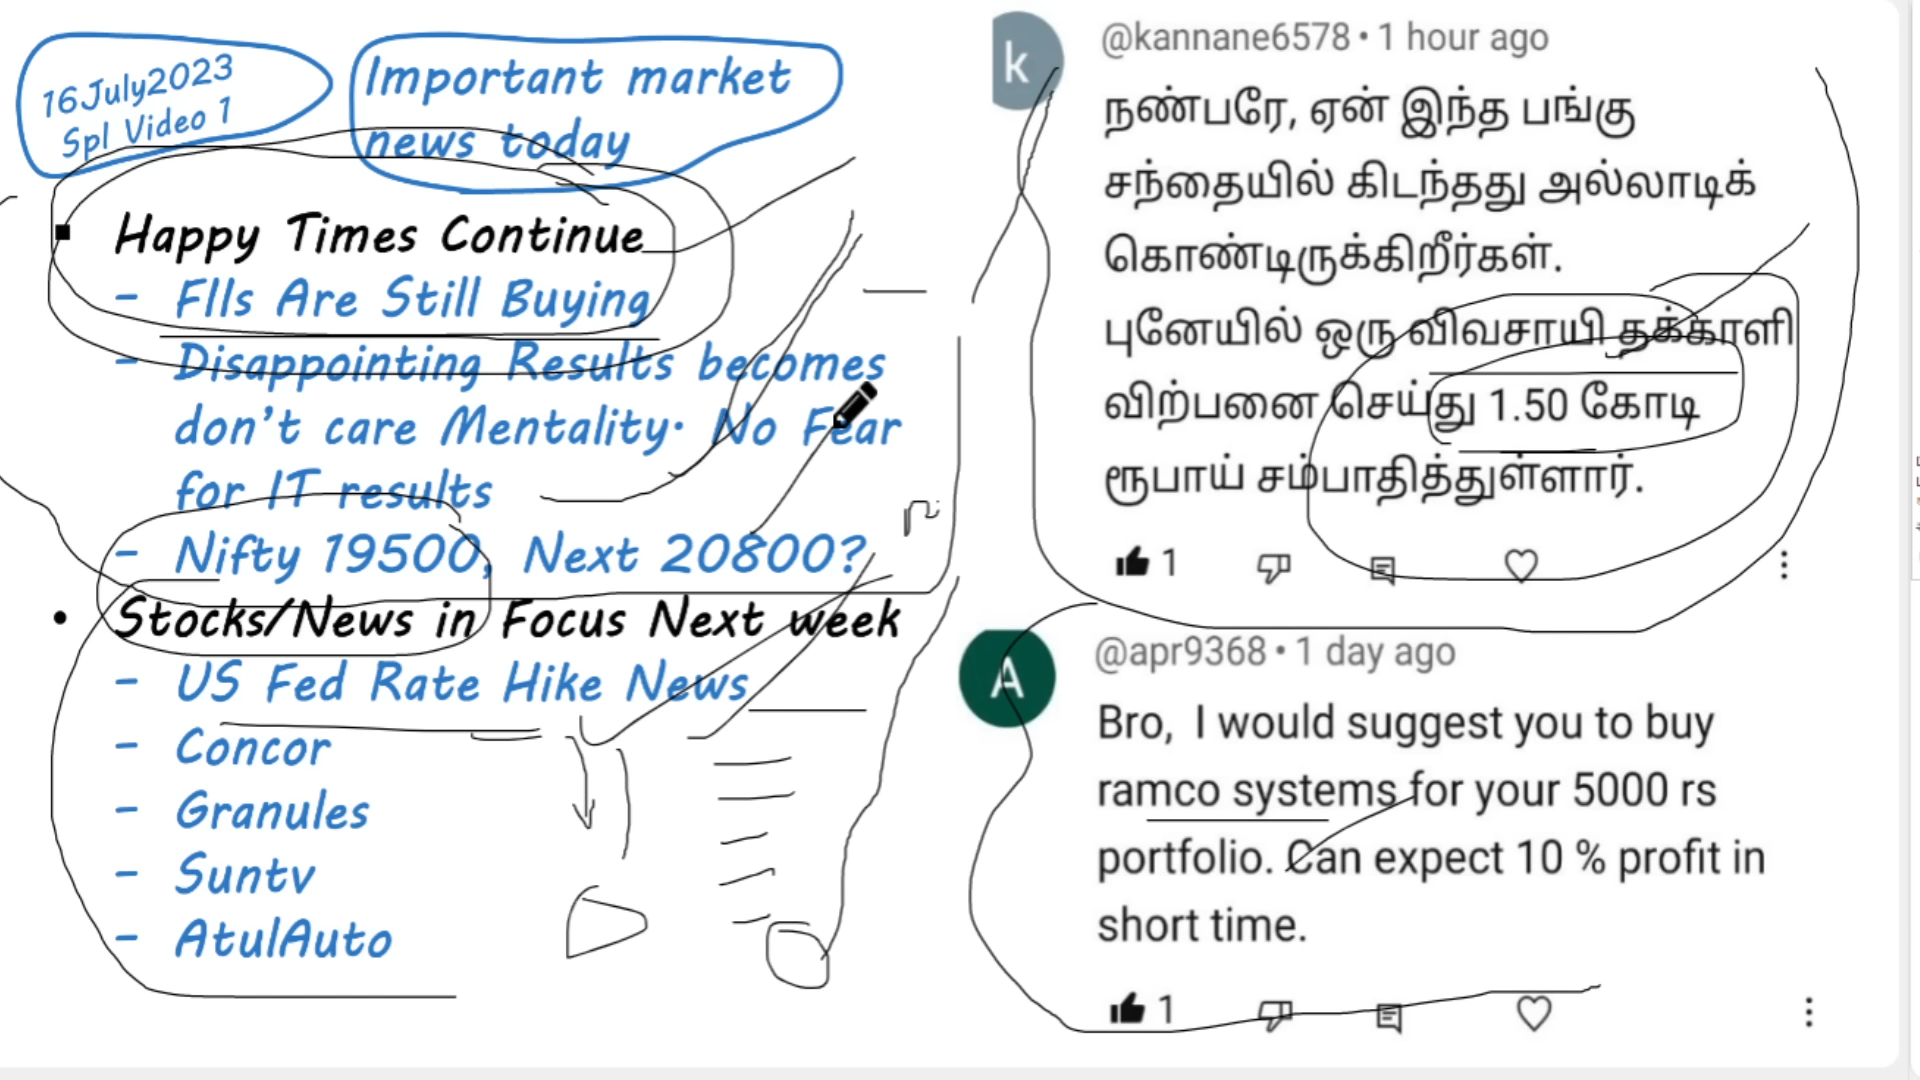 16July2023
Spl Video 1
Important market
news today
Happy Times Continue
– FIIs Are Still Buying
– Disappointing Results becomes
don't care Mentality. No Fear
for IT results
– Nifty 19500, Next 20800?
• Stocks/News in Focus Next week
– US Fed Rate Hike News
– Concor
– Granules
– Suntv
– AtulAuto
k
@kannane6578 • 1 hour ago
நண்பரே, ஏன் இந்த பங்கு
சந்தையில் கிடந்தது அல்லாடிக்
கொண்டிருக்கிறீர்கள்.
புனேயில் ஒரு விவசாயி தக்காளி
விற்பனை செய்து 1.50 கோடி
ரூபாய் சம்பாதித்துள்ளார்.
1
A
@apr9368 • 1 day ago
Bro, I would suggest you to buy
ramco systems for your 5000 rs
portfolio. Can expect 10 % profit in
short time.
1